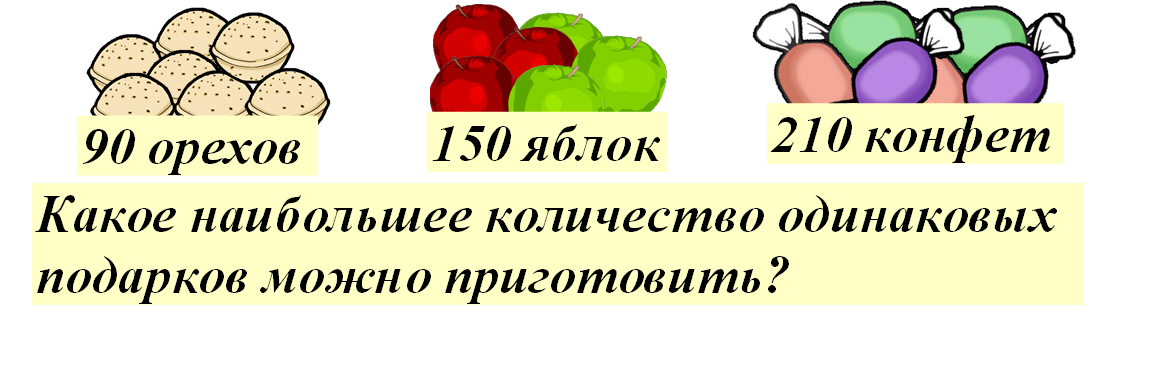 90 орехов
150 яблок
210 конфет
Какое наибольшее количество одинаковых
подарков можно приготовить?